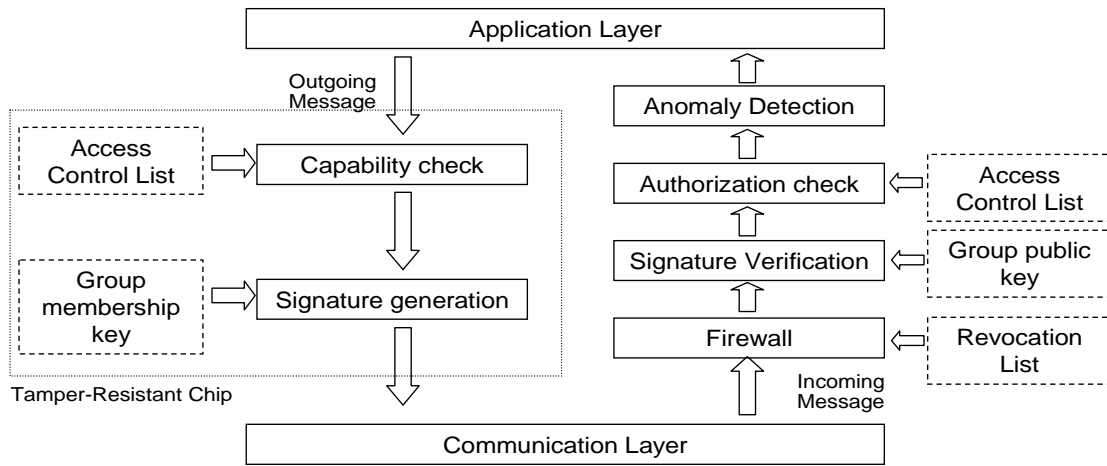 Application Layer
Outgoing
Message
Access
Control List
Capability check
Group
membership
key
Signature generation
Tamper-Resistant Chip
Anomaly Detection
Authorization check
Access
Control List
Signature Verification
Group public
key
Firewall
Revocation
List
Incoming
Message
Communication Layer